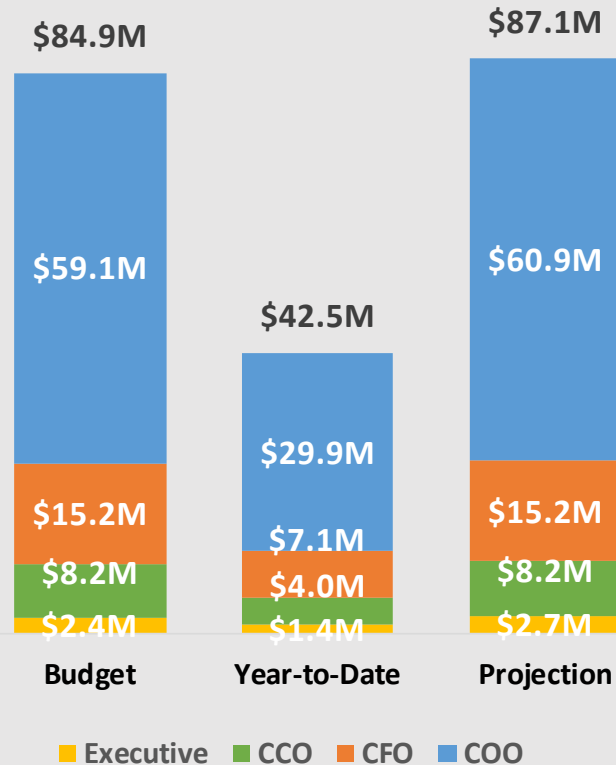 $84.9M
$87.1M
$59.1M
$60.9M
$42.5M
$29.9M
$15.2M
$7.1M
$15.2M
$8.2M
$4.0M
$8.2M
$2.4M
$1.4M
$2.7M
Budget
Year-to-Date
Projection
Executive CCO CFO COO